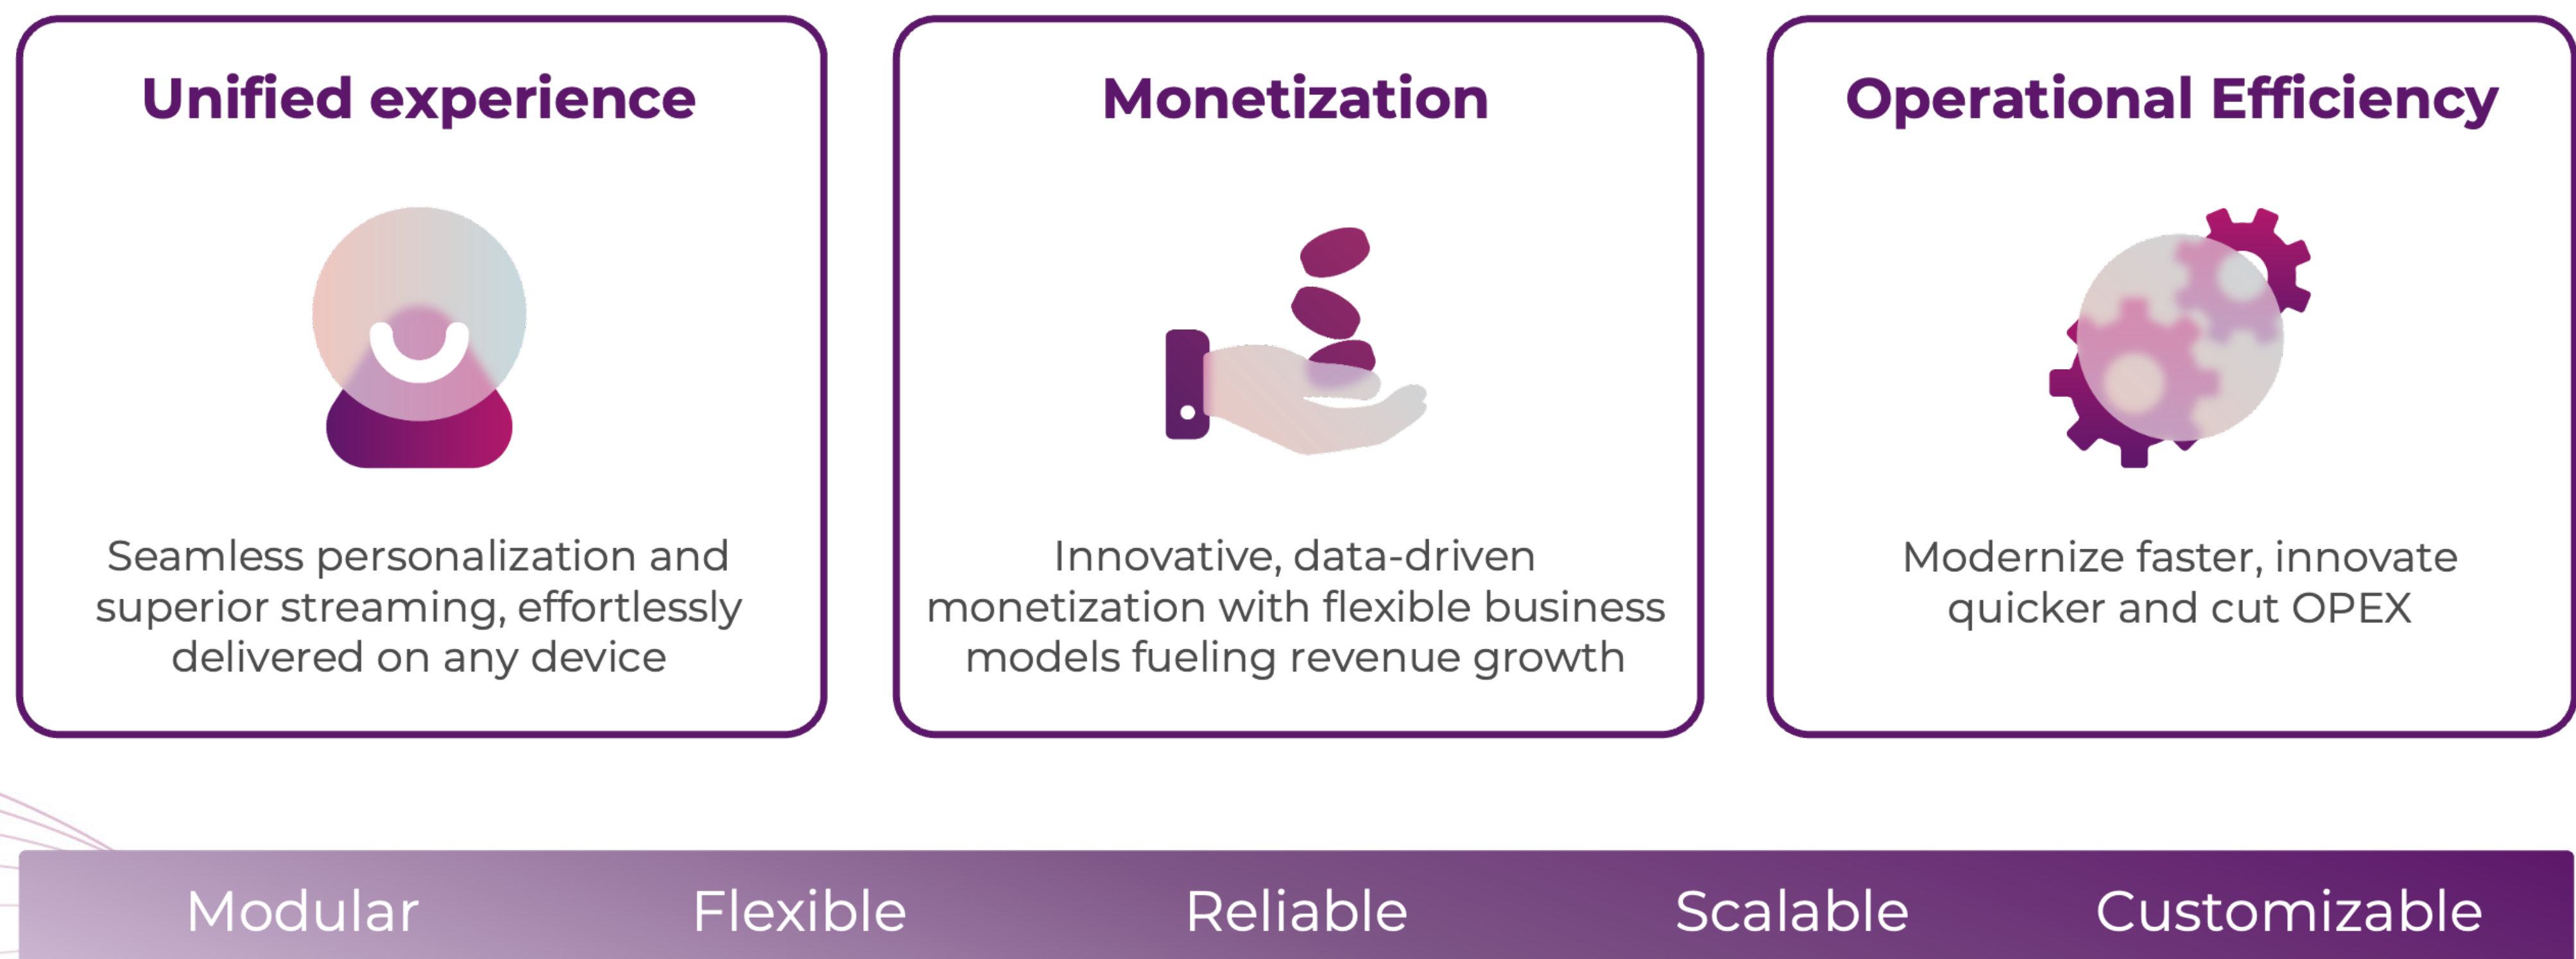 Unified experience
Seamless personalization and
superior streaming, effortlessly
delivered on any device
Monetization
Innovative, data-driven
monetization with flexible business
models fueling revenue growth
Operational Efficiency
Modernize faster, innovate
quicker and cut OPEX
Modular
Flexible
Reliable
Scalable
Customizable